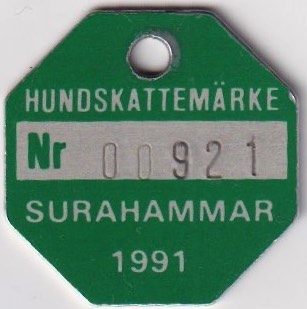 HUNDSKATTEMÄRKE
Nr 00921
SURAHAMMAR
1991